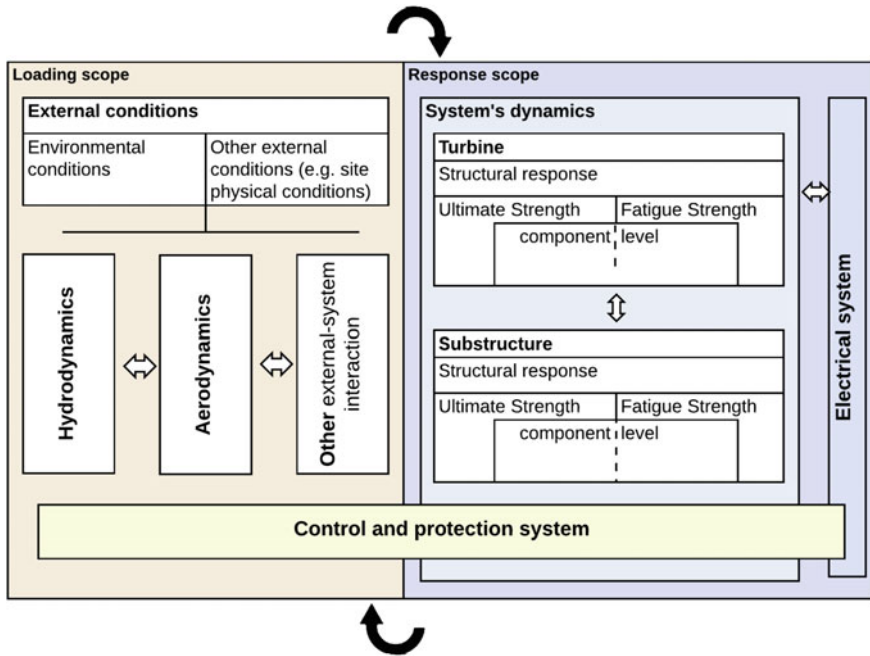 Loading scope
External conditions
Environmental
conditions
Other external
conditions (e.g. site
physical conditions)
Hydrodynamics
Aerodynamics
Other external-system
interaction
Response scope
System's dynamics
Turbine
Structural response
Ultimate Strength
Fatigue Strength
component level
Substructure
Structural response
Ultimate Strength
Fatigue Strength
component level
Electrical system
Control and protection system